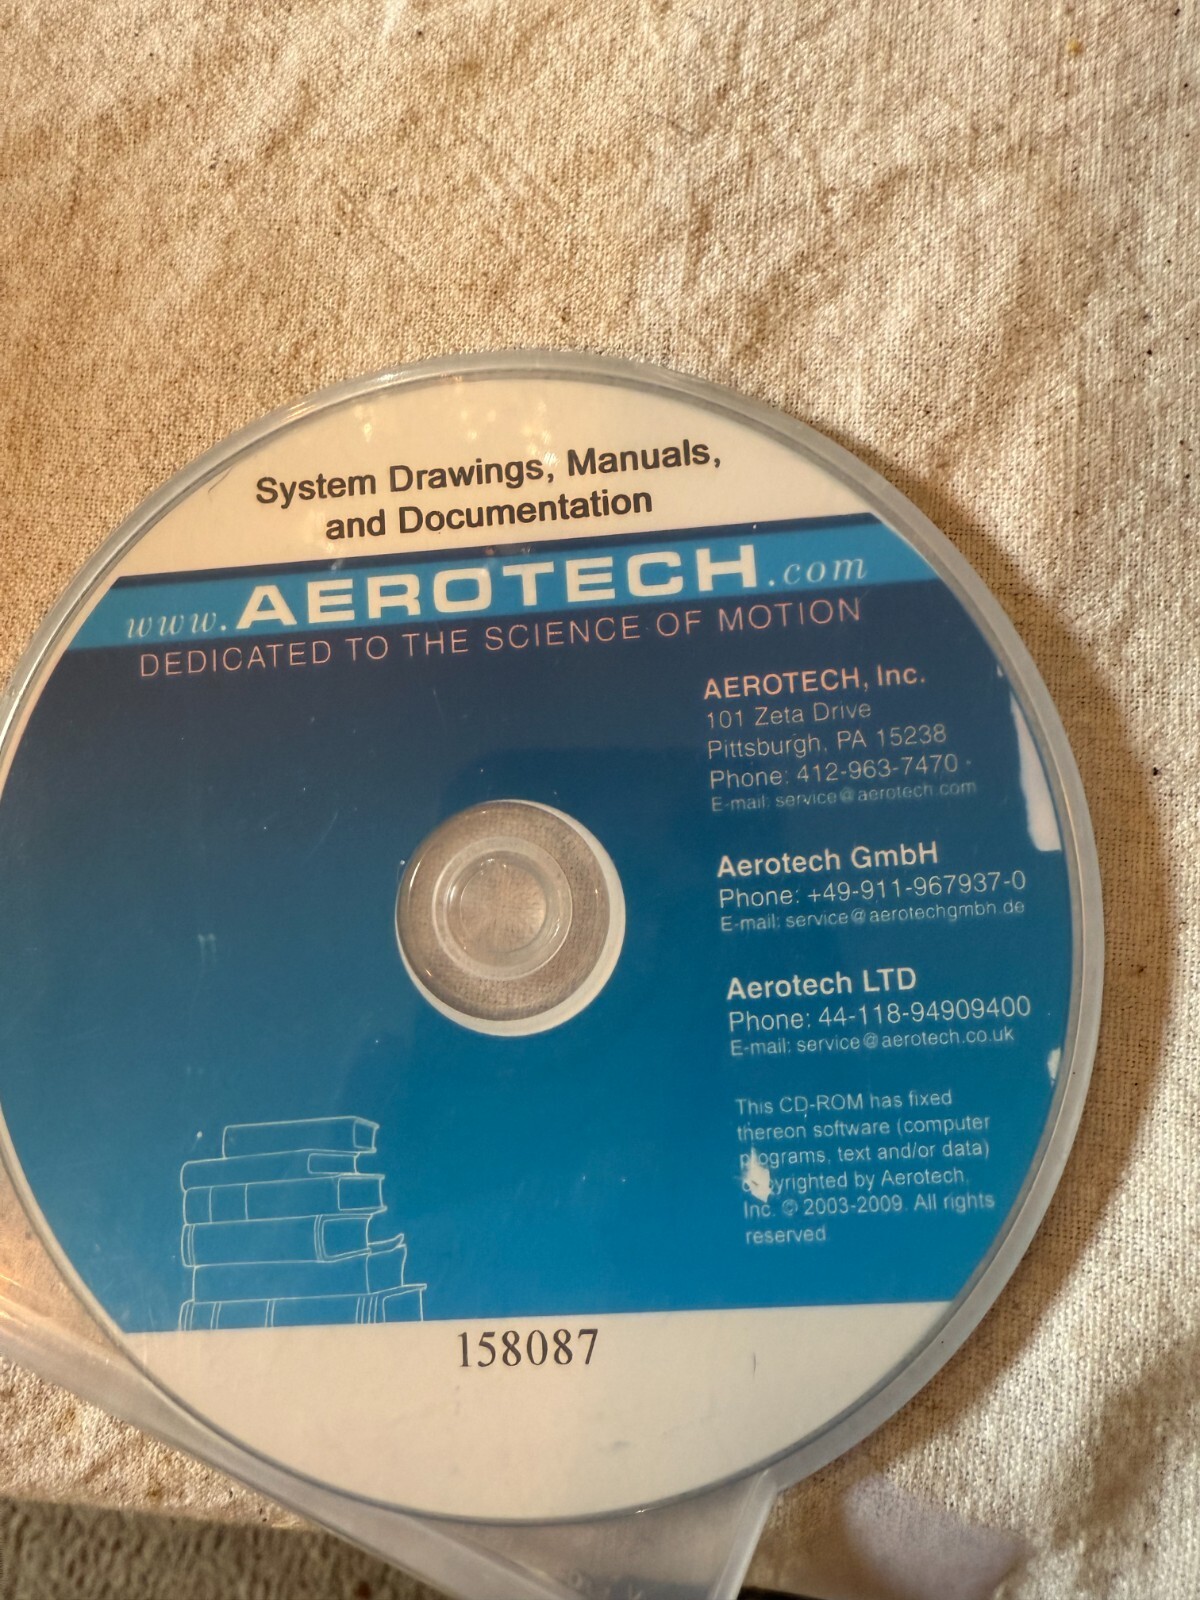 System Drawings, Manuals,
and Documentation
www.AEROTECH.com
DEDICATED TO THE SCIENCE OF MOTION
AEROTECH, Inc.
101 Zeta Drive
Pittsburgh, PA 15238
Phone: 412-963-7470
E-mail: service@aerotech.com
Aerotech GmbH
Phone: +49-911-967937-0
E-mail: service@aerotechgmbh.de
Aerotech LTD
Phone: 44-118-94909400
E-mail: service@aerotech.co.uk
This CD-ROM has fixed
thereon software (computer
programs, text and/or data)
copyrighted by Aerotech,
Inc. © 2003-2009. All rights
reserved.
158087